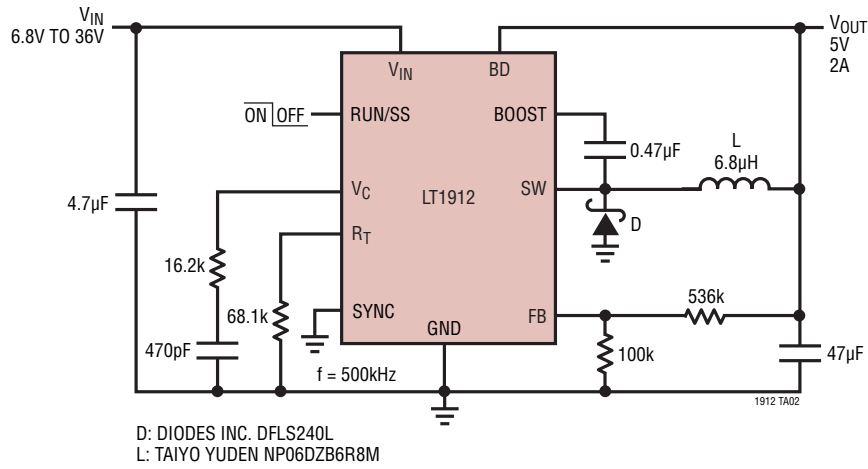 VIN
6.8V TO 36V
VOUT
5V
2A
VIN
BD
ON OFF
RUN/SS
BOOST
L
6.8µH
0.47µF
4.7µF
VC
LT1912
SW
RT
D
16.2k
68.1k
536k
SYNC
FB
GND
470pF
f = 500kHz
100k
47µF
1912 TA02
D: DIODES INC. DFLS240L
L: TAIYO YUDEN NP06DZB6R8M